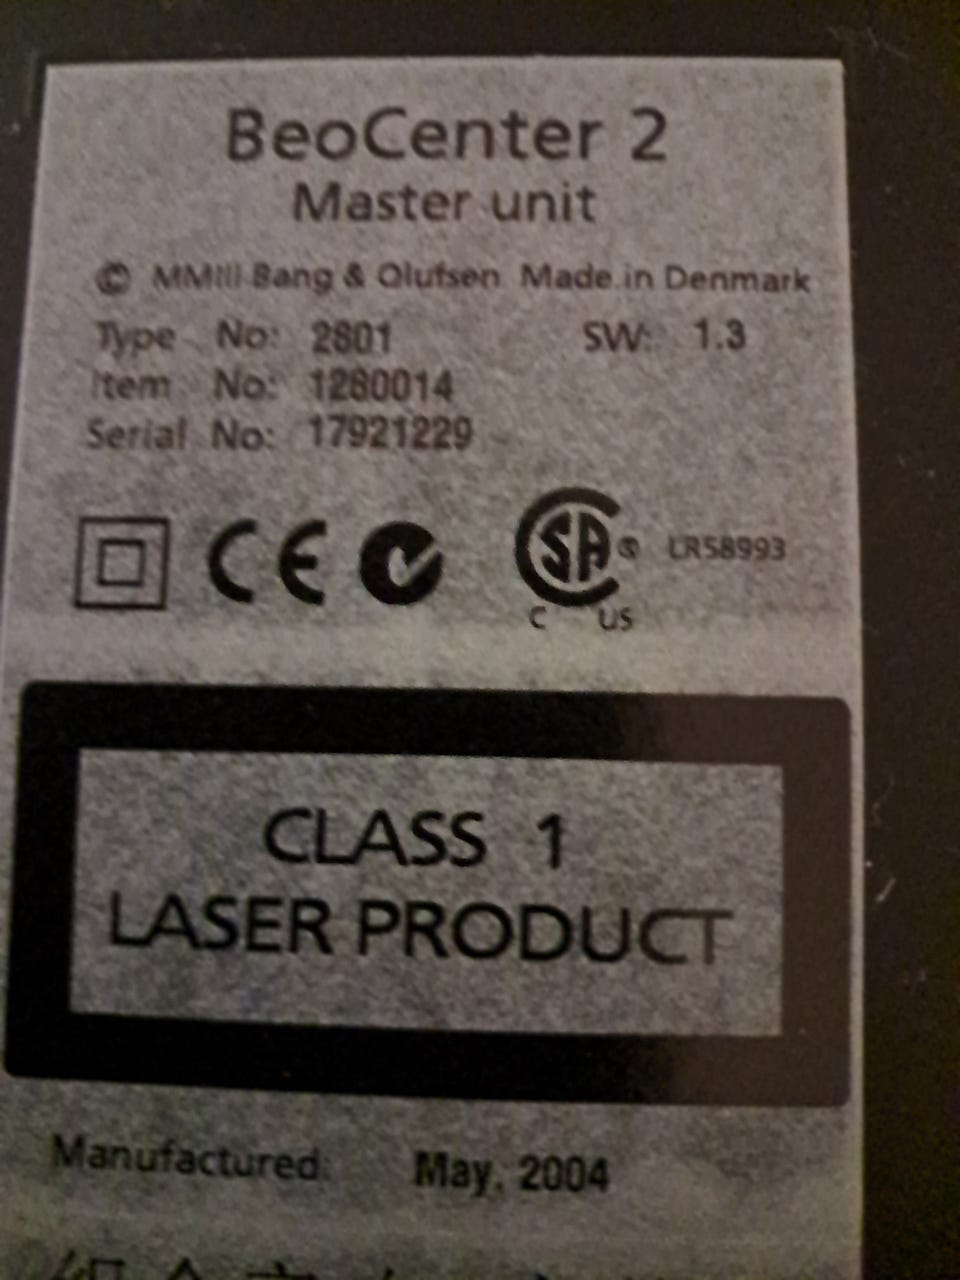 BeoCenter 2
Master unit
© MMIII Bang & Olufsen Made in Denmark
Type No: 2801 SW: 1.3
Item No: 1280014
Serial No: 17921229
CE SA ® LR58993
C US
CLASS 1
LASER PRODUCT
Manufactured: May, 2004